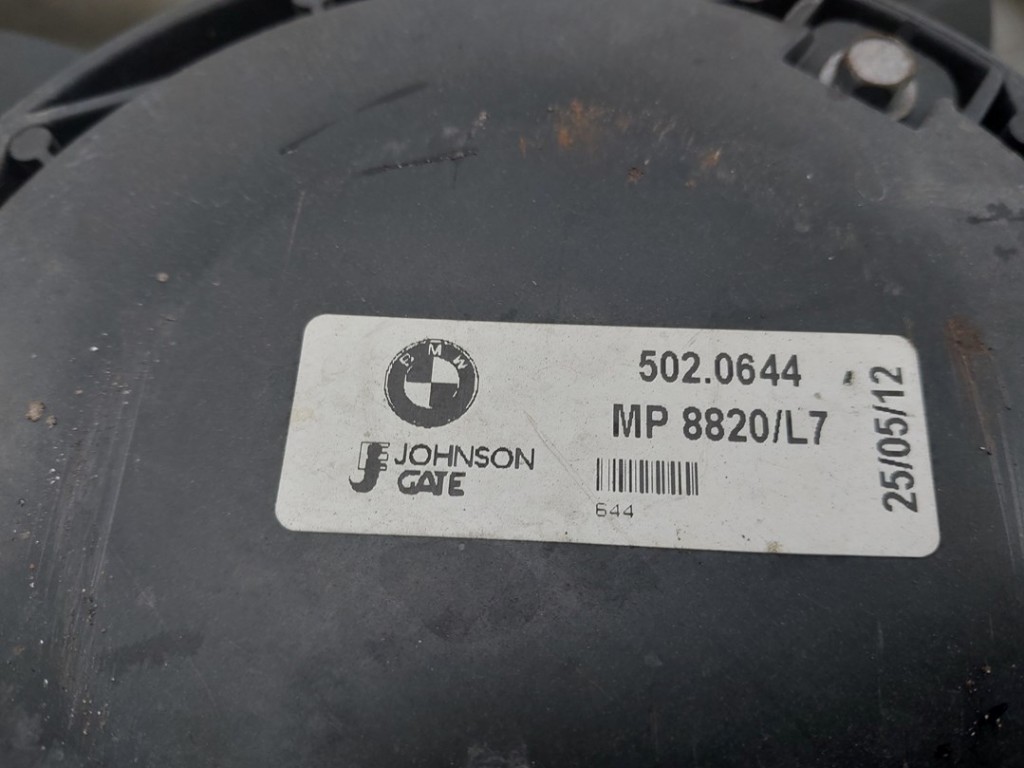 BMW
JOHNSON
GATE
502.0644
MP 8820/L7
644
25/05/12